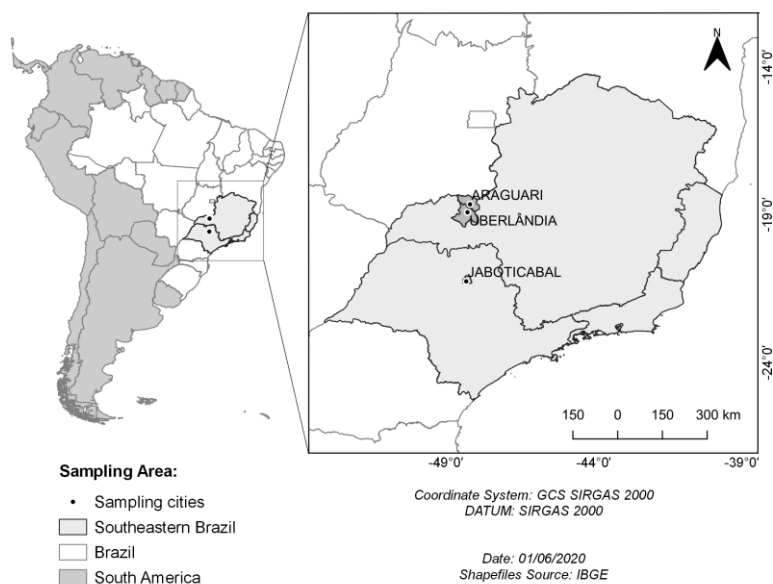 N
ARAGUARI
UBERLÂNDIA
JABOTICABAL
-14°0'
-19°0'
-24°0'
150 0 150 300 km
-49°0' -44°0' -39°0'
Sampling Area:
Sampling cities
Southeastern Brazil
Brazil
South America
Coordinate System: GCS SIRGAS 2000
DATUM: SIRGAS 2000
Date: 01/06/2020
Shapefiles Source: IBGE